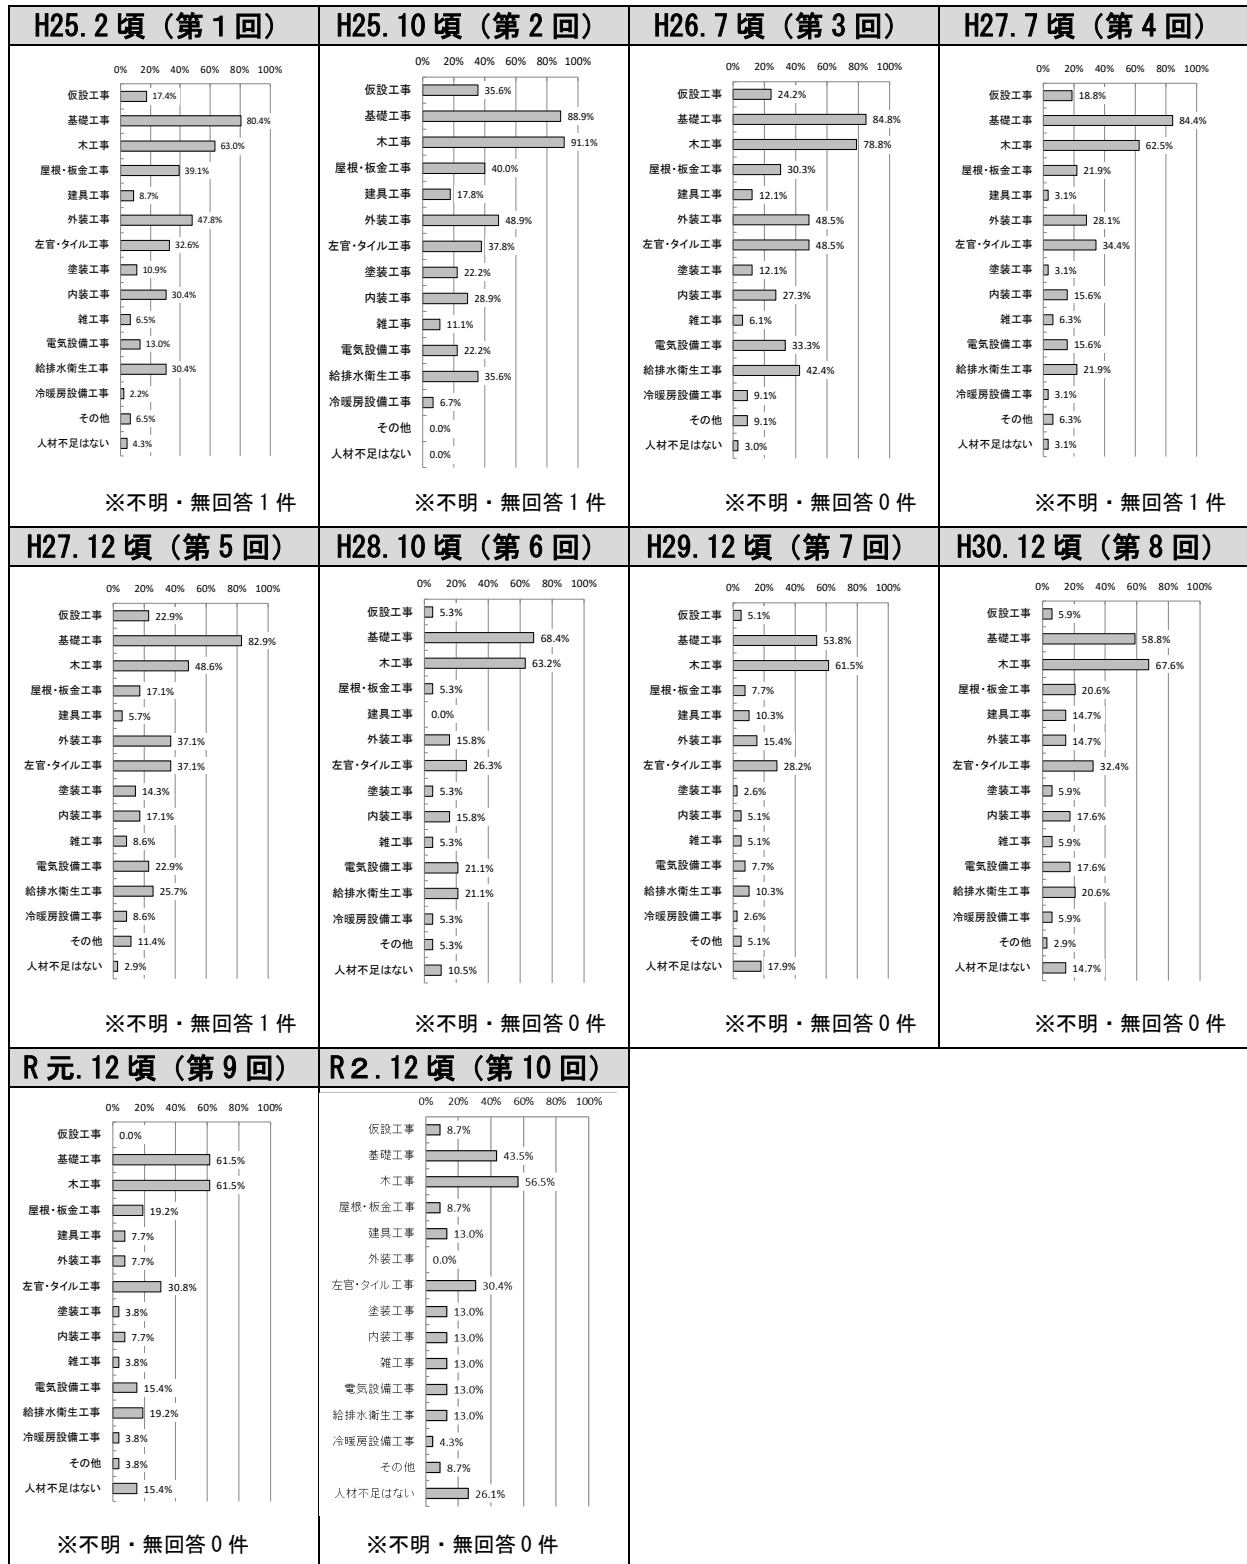 H25.2頃（第1回）
0% 20% 40% 60% 80% 100%
仮設工事 17.4%
基礎工事 80.4%
木工事 63.0%
屋根・板金工事 39.1%
建具工事 8.7%
外装工事 47.8%
左官・タイル工事 32.6%
塗装工事 10.9%
内装工事 30.4%
雑工事 6.5%
電気設備工事 13.0%
給排水衛生工事 30.4%
冷暖房設備工事 2.2%
その他 6.5%
人材不足はない 4.3%
※不明・無回答1件
H25.10頃（第2回）
0% 20% 40% 60% 80% 100%
仮設工事 35.6%
基礎工事 88.9%
木工事 91.1%
屋根・板金工事 40.0%
建具工事 17.8%
外装工事 48.9%
左官・タイル工事 37.8%
塗装工事 22.2%
内装工事 28.9%
雑工事 11.1%
電気設備工事 22.2%
給排水衛生工事 35.6%
冷暖房設備工事 6.7%
その他 0.0%
人材不足はない 0.0%
※不明・無回答1件
H26.7頃（第3回）
0% 20% 40% 60% 80% 100%
仮設工事 24.2%
基礎工事 84.8%
木工事 78.8%
屋根・板金工事 30.3%
建具工事 12.1%
外装工事 48.5%
左官・タイル工事 48.5%
塗装工事 12.1%
内装工事 27.3%
雑工事 6.1%
電気設備工事 33.3%
給排水衛生工事 42.4%
冷暖房設備工事 9.1%
その他 9.1%
人材不足はない 3.0%
※不明・無回答0件
H27.7頃（第4回）
0% 20% 40% 60% 80% 100%
仮設工事 18.8%
基礎工事 84.4%
木工事 62.5%
屋根・板金工事 21.9%
建具工事 3.1%
外装工事 28.1%
左官・タイル工事 34.4%
塗装工事 3.1%
内装工事 15.6%
雑工事 6.3%
電気設備工事 15.6%
給排水衛生工事 21.9%
冷暖房設備工事 3.1%
その他 6.3%
人材不足はない 3.1%
※不明・無回答1件
H27.12頃（第5回）
0% 20% 40% 60% 80% 100%
仮設工事 22.9%
基礎工事 82.9%
木工事 48.6%
屋根・板金工事 17.1%
建具工事 5.7%
外装工事 37.1%
左官・タイル工事 37.1%
塗装工事 14.3%
内装工事 17.1%
雑工事 8.6%
電気設備工事 22.9%
給排水衛生工事 25.7%
冷暖房設備工事 8.6%
その他 11.4%
人材不足はない 2.9%
※不明・無回答1件
H28.10頃（第6回）
0% 20% 40% 60% 80% 100%
仮設工事 5.3%
基礎工事 68.4%
木工事 63.2%
屋根・板金工事 5.3%
建具工事 0.0%
外装工事 15.8%
左官・タイル工事 26.3%
塗装工事 5.3%
内装工事 15.8%
雑工事 5.3%
電気設備工事 21.1%
給排水衛生工事 21.1%
冷暖房設備工事 5.3%
その他 5.3%
人材不足はない 10.5%
※不明・無回答0件
H29.12頃（第7回）
0% 20% 40% 60% 80% 100%
仮設工事 5.1%
基礎工事 53.8%
木工事 61.5%
屋根・板金工事 7.7%
建具工事 10.3%
外装工事 15.4%
左官・タイル工事 28.2%
塗装工事 2.6%
内装工事 5.1%
雑工事 5.1%
電気設備工事 7.7%
給排水衛生工事 10.3%
冷暖房設備工事 2.6%
その他 5.1%
人材不足はない 17.9%
※不明・無回答0件
H30.12頃（第8回）
0% 20% 40% 60% 80% 100%
仮設工事 5.9%
基礎工事 58.8%
木工事 67.6%
屋根・板金工事 20.6%
建具工事 14.7%
外装工事 14.7%
左官・タイル工事 32.4%
塗装工事 5.9%
内装工事 17.6%
雑工事 5.9%
電気設備工事 17.6%
給排水衛生工事 20.6%
冷暖房設備工事 5.9%
その他 2.9%
人材不足はない 14.7%
※不明・無回答0件
R元.12頃（第9回）
0% 20% 40% 60% 80% 100%
仮設工事 0.0%
基礎工事 61.5%
木工事 61.5%
屋根・板金工事 19.2%
建具工事 7.7%
外装工事 7.7%
左官・タイル工事 30.8%
塗装工事 3.8%
内装工事 7.7%
雑工事 3.8%
電気設備工事 15.4%
給排水衛生工事 19.2%
冷暖房設備工事 3.8%
その他 3.8%
人材不足はない 15.4%
※不明・無回答0件
R2.12頃（第10回）
0% 20% 40% 60% 80% 100%
仮設工事 8.7%
基礎工事 43.5%
木工事 56.5%
屋根・板金工事 8.7%
建具工事 13.0%
外装工事 0.0%
左官・タイル工事 30.4%
塗装工事 13.0%
内装工事 13.0%
雑工事 13.0%
電気設備工事 13.0%
給排水衛生工事 13.0%
冷暖房設備工事 4.3%
その他 8.7%
人材不足はない 26.1%
※不明・無回答0件